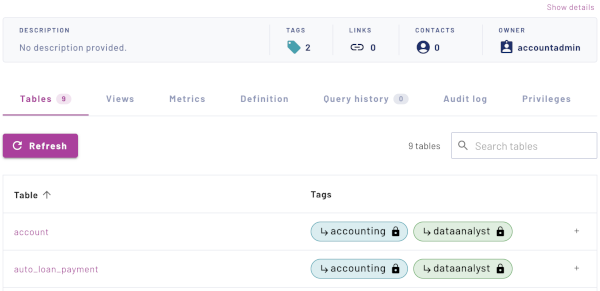 Show details
DESCRIPTION TAGS LINKS CONTACTS OWNER
No description provided. 2 0 0 accountadmin
Tables 9 Views Metrics Definition Query history 0 Audit log Privileges
Refresh 9 tables Search tables
Table ↑ Tags
account ↳ accounting ↳ dataanalyst +
auto_loan_payment ↳ accounting ↳ dataanalyst +